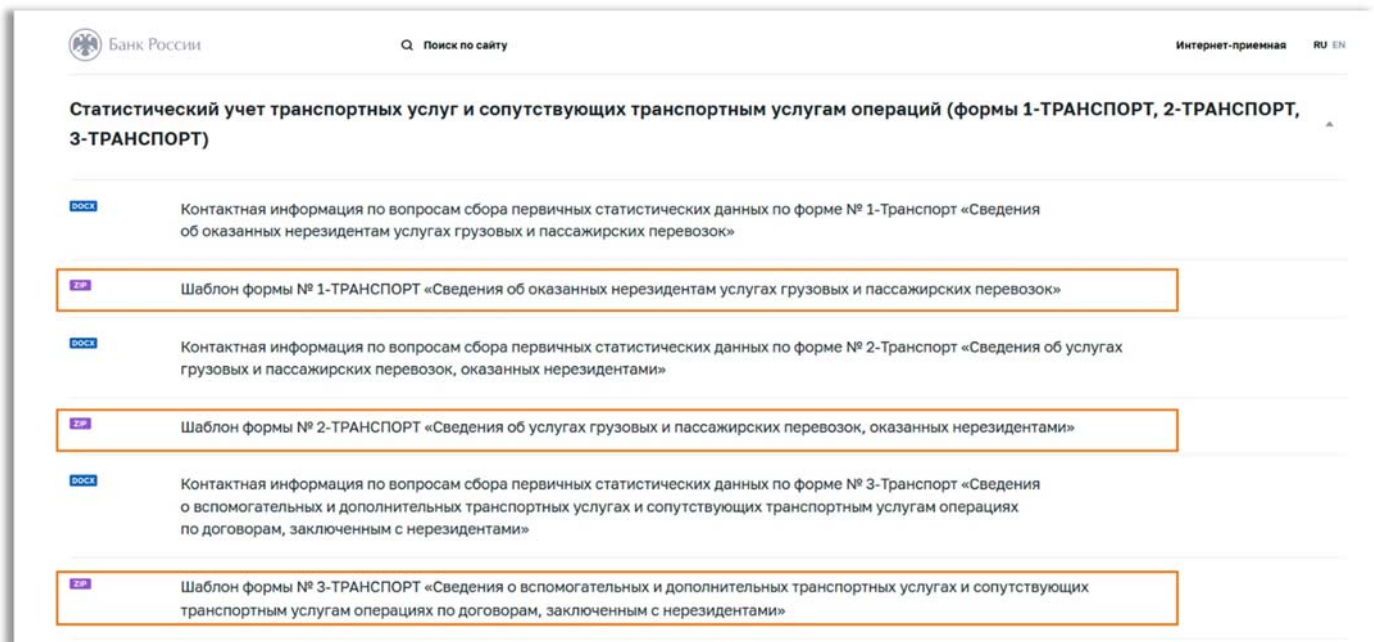 Банк России
Поиск по сайту
Интернет-приемная
RU EN
Статистический учет транспортных услуг и сопутствующих транспортным услугам операций (формы 1-ТРАНСПОРТ, 2-ТРАНСПОРТ,
3-ТРАНСПОРТ)
DOCX
Контактная информация по вопросам сбора первичных статистических данных по форме № 1-Транспорт «Сведения
об оказанных нерезидентам услугах грузовых и пассажирских перевозок»
ZIP
Шаблон формы № 1-ТРАНСПОРТ «Сведения об оказанных нерезидентам услугах грузовых и пассажирских перевозок»
DOCX
Контактная информация по вопросам сбора первичных статистических данных по форме № 2-Транспорт «Сведения об услугах
грузовых и пассажирских перевозок, оказанных нерезидентами»
ZIP
Шаблон формы № 2-ТРАНСПОРТ «Сведения об услугах грузовых и пассажирских перевозок, оказанных нерезидентами»
DOCX
Контактная информация по вопросам сбора первичных статистических данных по форме № 3-Транспорт «Сведения
о вспомогательных и дополнительных транспортных услугах и сопутствующих транспортным услугам операциях
по договорам, заключенным с нерезидентами»
ZIP
Шаблон формы № 3-ТРАНСПОРТ «Сведения о вспомогательных и дополнительных транспортных услугах и сопутствующих
транспортным услугам операциях по договорам, заключенным с нерезидентами»